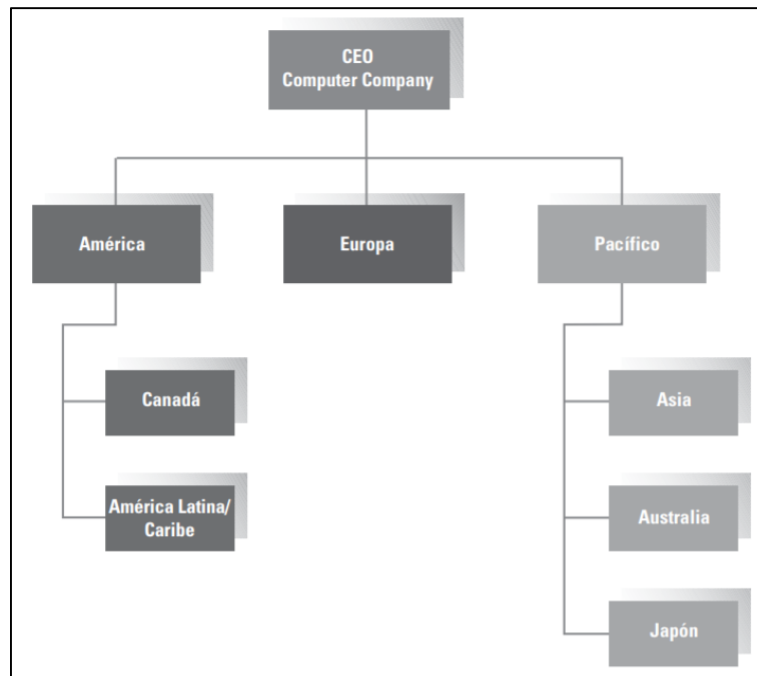 CEO
Computer Company
América
Europa
Pacífico
Canadá
América Latina/
Caribe
Asia
Australia
Japón